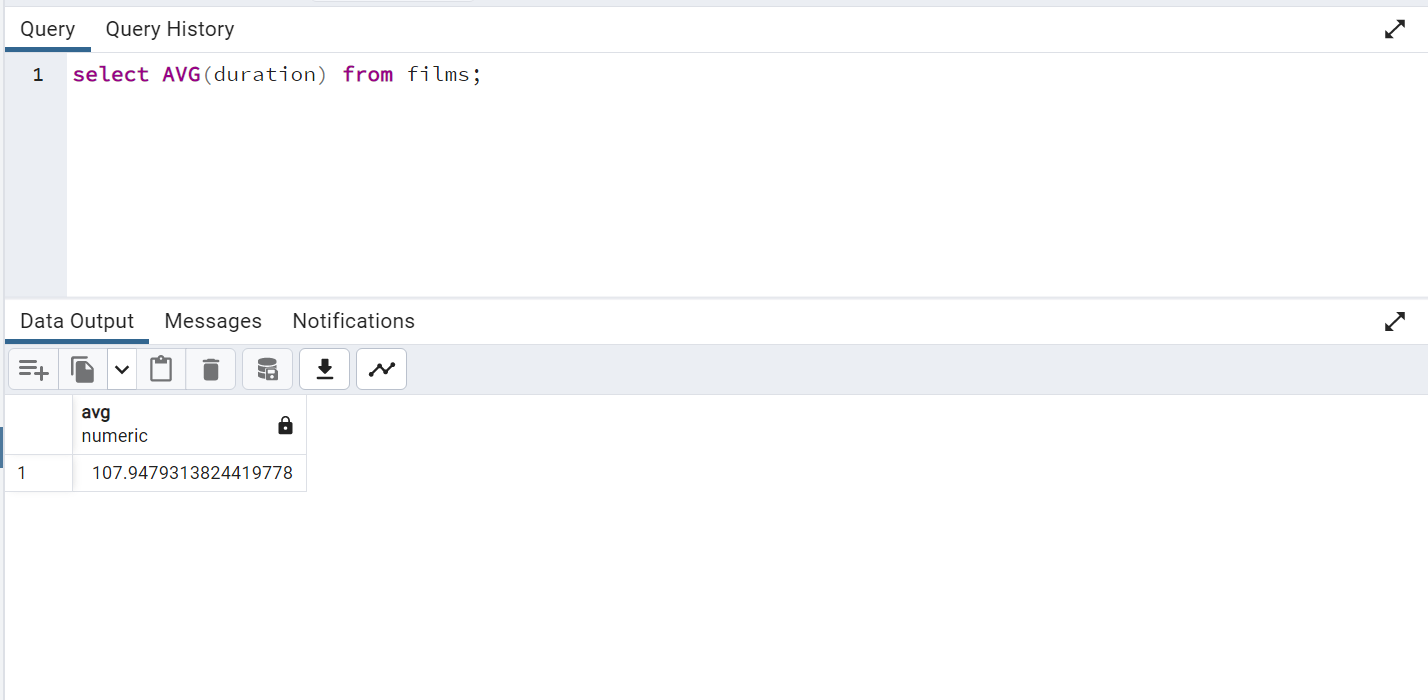 Query Query History
1 select AVG(duration) from films;
Data Output Messages Notifications
avg
numeric
1 107.9479313824419778